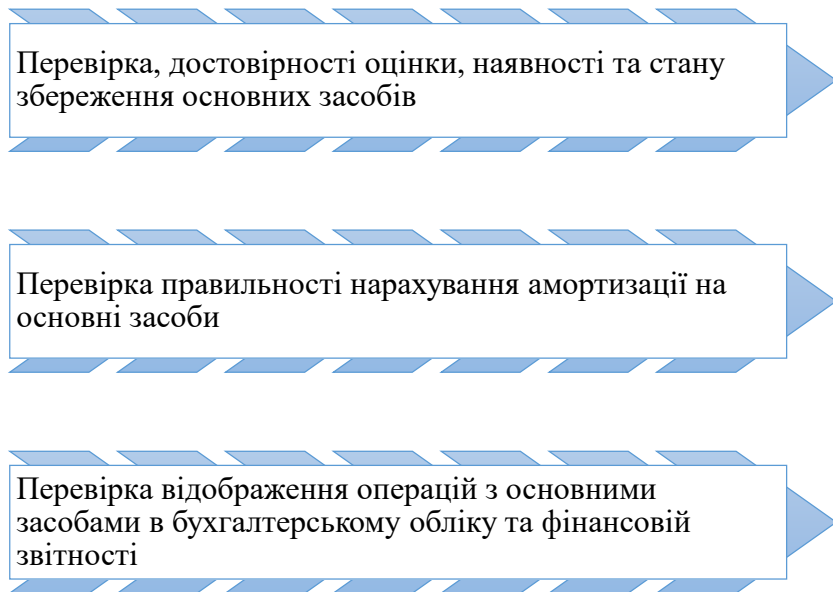 Перевірка, достовірності оцінки, наявності та стану
збереження основних засобів
Перевірка правильності нарахування амортизації на
основні засоби
Перевірка відображення операцій з основними
засобами в бухгалтерському обліку та фінансовій
звітності